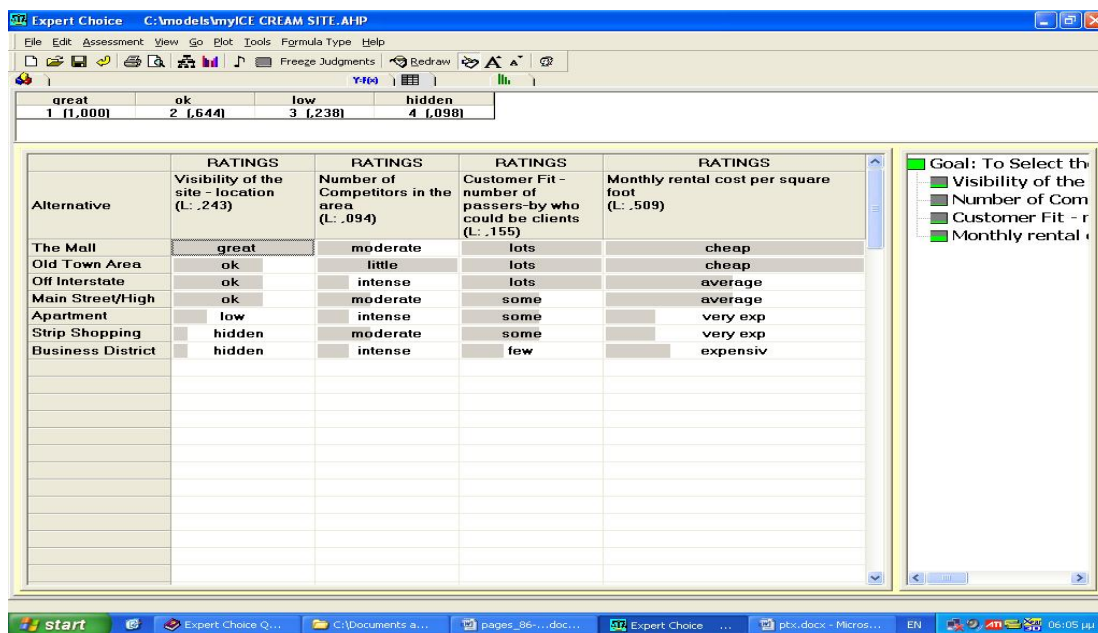 Expert Choice C:\models\myICE CREAM SITE.AHP
File Edit Assessment View Go Plot Tools Formula Type Help
Freeze Judgments Redraw A A
Y:F(x)
great ok low hidden
1 (1,000) 2 (,644) 3 (,238) 4 (,098)
RATINGS RATINGS RATINGS RATINGS
Alternative
Visibility of the
site - location
(L: ,243)
Number of
Competitors in the
area
(L: ,094)
Customer Fit -
number of
passers-by who
could be clients
(L: ,155)
Monthly rental cost per square
foot
(L: ,509)
The Mall great moderate lots cheap
Old Town Area ok little lots cheap
Off Interstate ok intense lots average
Main Street/High ok moderate some average
Apartment low intense some very exp
Strip Shopping hidden moderate some very exp
Business District hidden intense few expensiv
Goal: To Select th
Visibility of the
Number of Com
Customer Fit - r
Monthly rental
start Expert Choice Q... C:\Documents a... pages_86-...doc... Expert Choice ... ptx.docx - Micros... EN 06:05 μμ